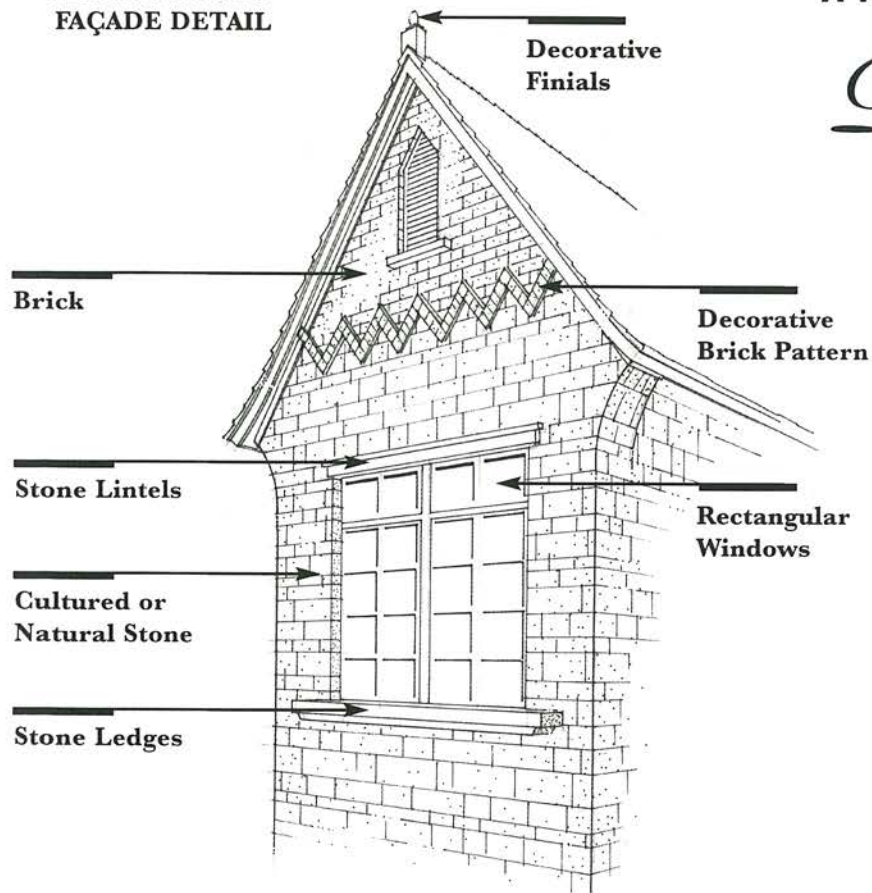 FAÇADE DETAIL
Decorative
Finials
Brick
Decorative
Brick Pattern
Stone Lintels
Rectangular
Windows
Cultured or
Natural Stone
Stone Ledges